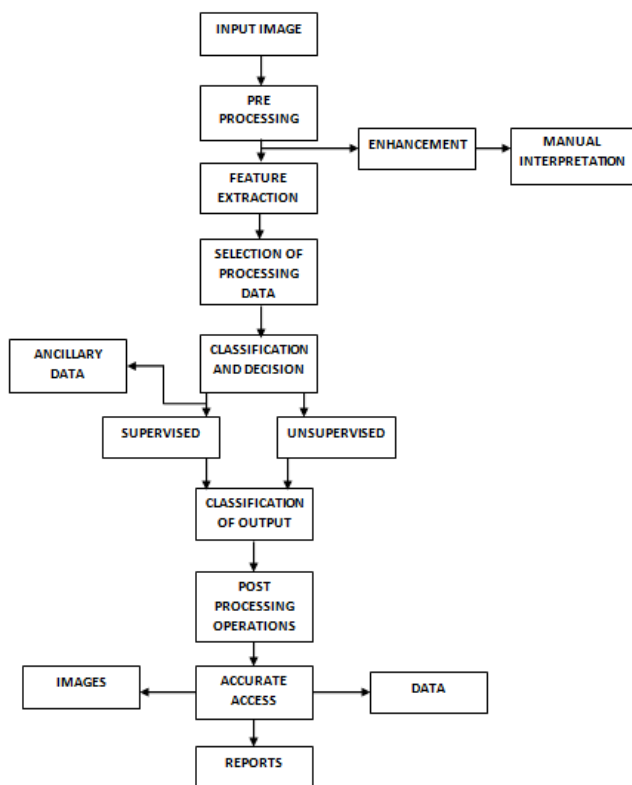 INPUT IMAGE
PRE
PROCESSING
ENHANCEMENT
MANUAL
INTERPRETATION
FEATURE
EXTRACTION
SELECTION OF
PROCESSING
DATA
CLASSIFICATION
AND DECISION
ANCILLARY
DATA
SUPERVISED
UNSUPERVISED
CLASSIFICATION
OF OUTPUT
POST
PROCESSING
OPERATIONS
IMAGES
ACCURATE
ACCESS
DATA
REPORTS